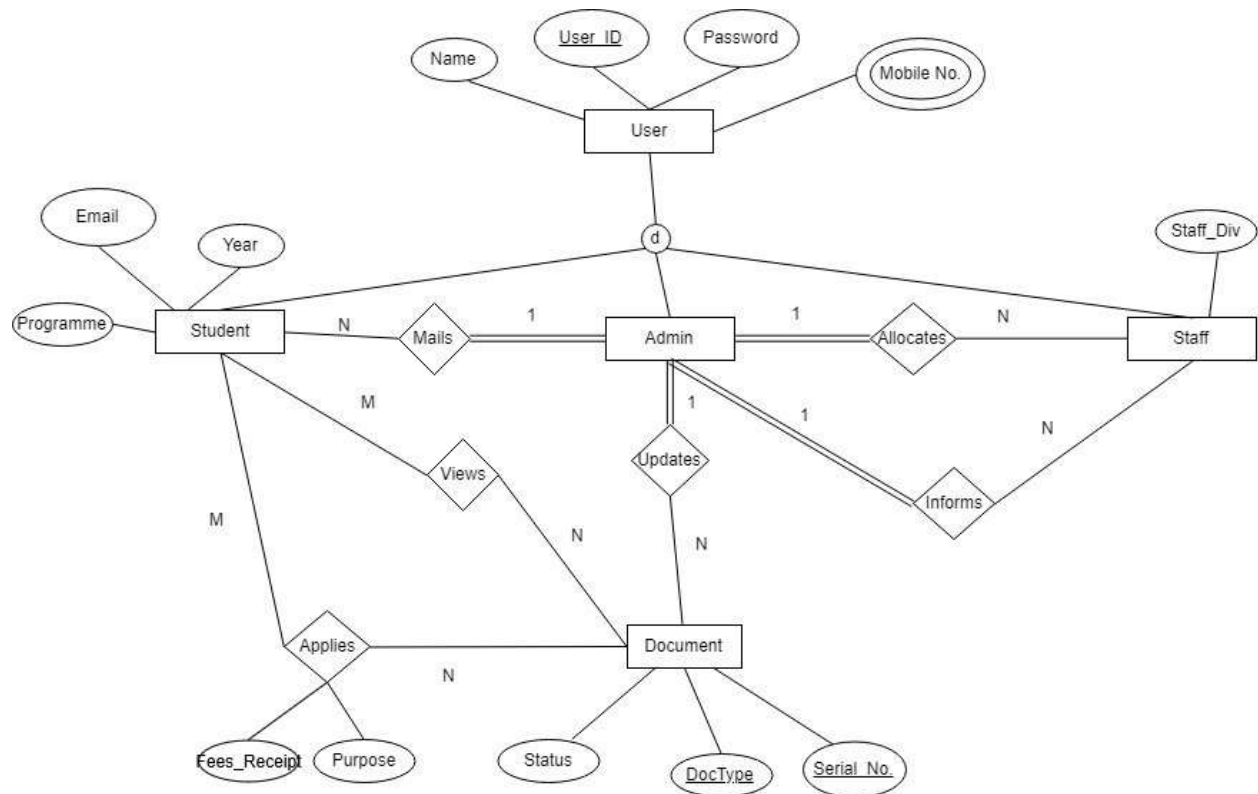 User_ID
Password
Name
Mobile No.
User
Email
Year
d
Staff_Div
Programme
Student
N
Mails
1
Admin
1
Allocates
N
Staff
M
1
1
Updates
Views
N
Informs
M
N
N
Applies
Document
N
Fees_Receipt
Purpose
Status
DocType
Serial_No.